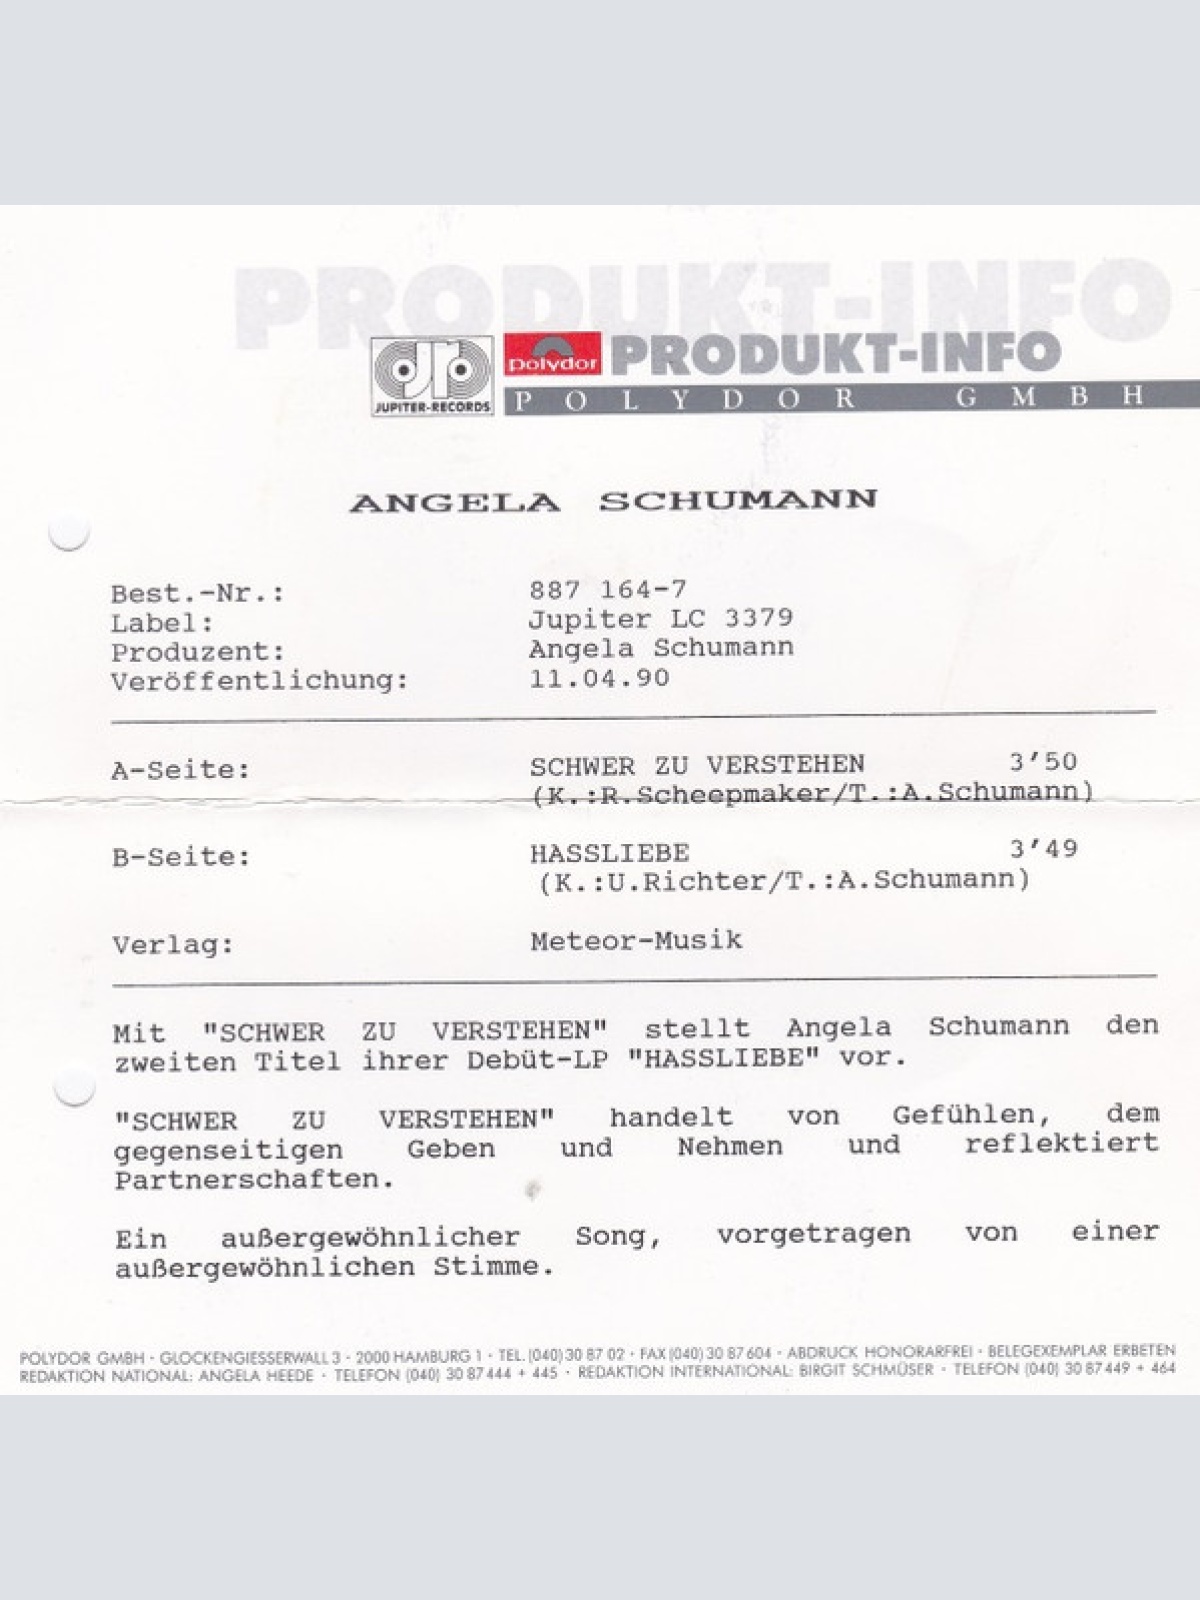 PRODUKT-INFO
JUPITER-RECORDS
polydor PRODUKT-INFO
POLYDOR GMBH
ANGELA SCHUMANN
Best.-Nr.: 887 164-7
Label: Jupiter LC 3379
Produzent: Angela Schumann
Veröffentlichung: 11.04.90
A-Seite: SCHWER ZU VERSTEHEN 3'50
(K.:R.Scheepmaker/T.:A.Schumann)
B-Seite: HASSLIEBE 3'49
(K.:U.Richter/T.:A.Schumann)
Verlag: Meteor-Musik
Mit "SCHWER ZU VERSTEHEN" stellt Angela Schumann den
zweiten Titel ihrer Debüt-LP "HASSLIEBE" vor.
"SCHWER ZU VERSTEHEN" handelt von Gefühlen, dem
gegenseitigen Geben und Nehmen und reflektiert
Partnerschaften.
Ein außergewöhnlicher Song, vorgetragen von einer
außergewöhnlichen Stimme.
POLYDOR GMBH · GLOCKENGIESSERWALL 3 · 2000 HAMBURG 1 · TEL. (040) 30 87 02 · FAX (040) 30 87 604 · ABDRUCK HONORARFREI · BELEGEXEMPLAR ERBETEN
REDAKTION NATIONAL: ANGELA HEEDE · TELEFON (040) 30 87 444 + 445 · REDAKTION INTERNATIONAL: BIRGIT SCHMÜSER · TELEFON (040) 30 87 449 + 464